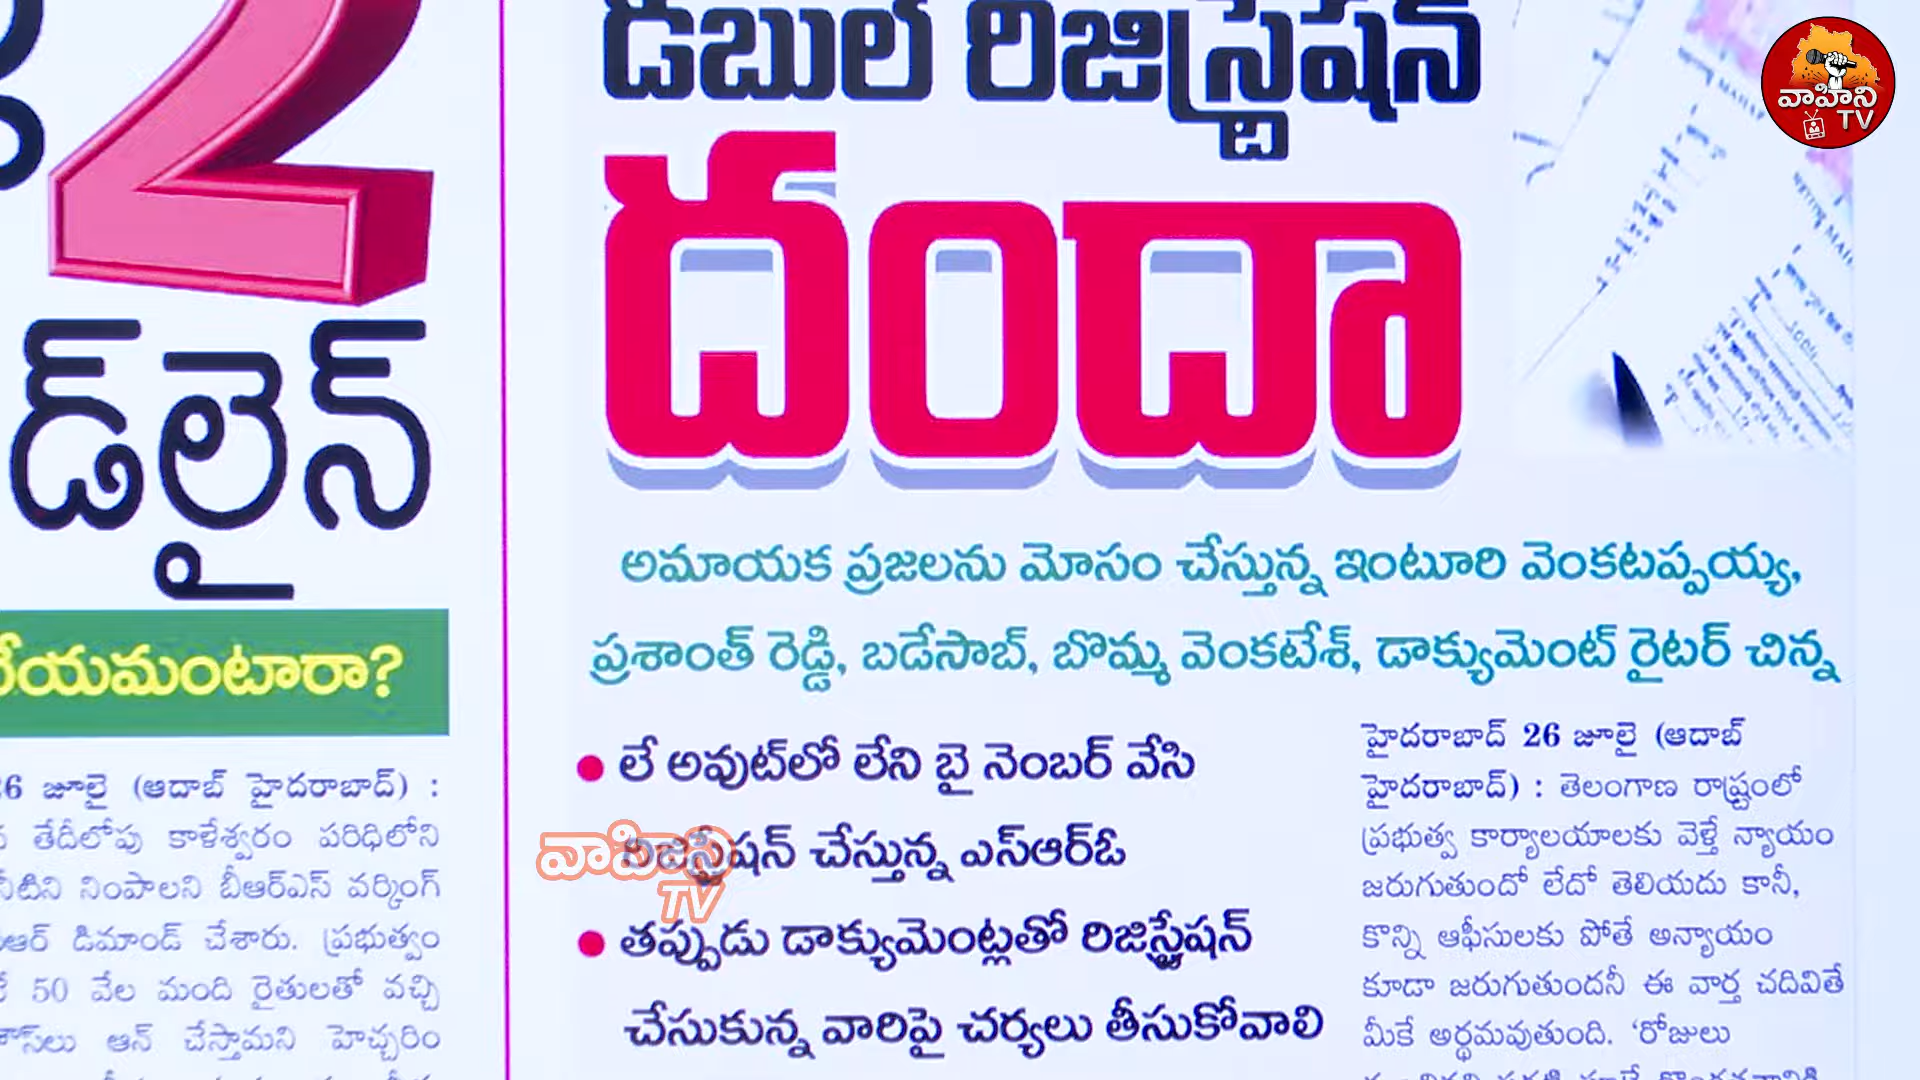 2
డ్‌లైన్
యమంటారా?
26 జూలై (ఆదాబ్ హైదరాబాద్) :
తేదీలోపు కాళేశ్వరం పరిధిలోని
నింపాలని బీఆర్ఎస్ వర్కింగ్
డిమాండ్ చేశారు. ప్రభుత్వం
50 వేల మంది రైతులతో వచ్చి
ఆన్ చేస్తామని హెచ్చరిం
డబుల్ రిజిస్ట్రేషన్
దందా
అమాయక ప్రజలను మోసం చేస్తున్న ఇంటూరి వెంకటప్పయ్య,
ప్రశాంత్ రెడ్డి, బడేసాబ్, బొమ్మ వెంకటేశ్, డాక్యుమెంట్ రైటర్ చిన్న
● లే అవుట్‌లో లేని బై నెంబర్ వేసి
రిజిస్ట్రేషన్ చేస్తున్న ఎస్ఆర్ఓ
● తప్పుడు డాక్యుమెంట్లతో రిజిస్ట్రేషన్
చేసుకున్న వారిపై చర్యలు తీసుకోవాలి
హైదరాబాద్ 26 జూలై (ఆదాబ్
హైదరాబాద్) : తెలంగాణ రాష్ట్రంలో
ప్రభుత్వ కార్యాలయాలకు వెళ్తే న్యాయం
జరుగుతుందో లేదో తెలియదు కానీ,
కొన్ని ఆఫీసులకు పోతే అన్యాయం
కూడా జరుగుతుందనీ ఈ వార్త చదివితే
మీకే అర్థమవుతుంది. ‘రోజులు
వాహిని
TV
వాహిని
TV